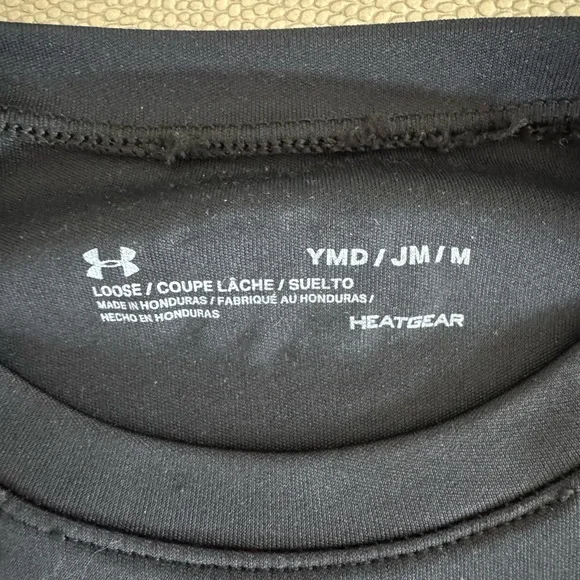 YMD / JM / M
LOOSE / COUPE LÂCHE / SUELTO
MADE IN HONDURAS / FABRIQUÉ AU HONDURAS /
HECHO EN HONDURAS
HEATGEAR